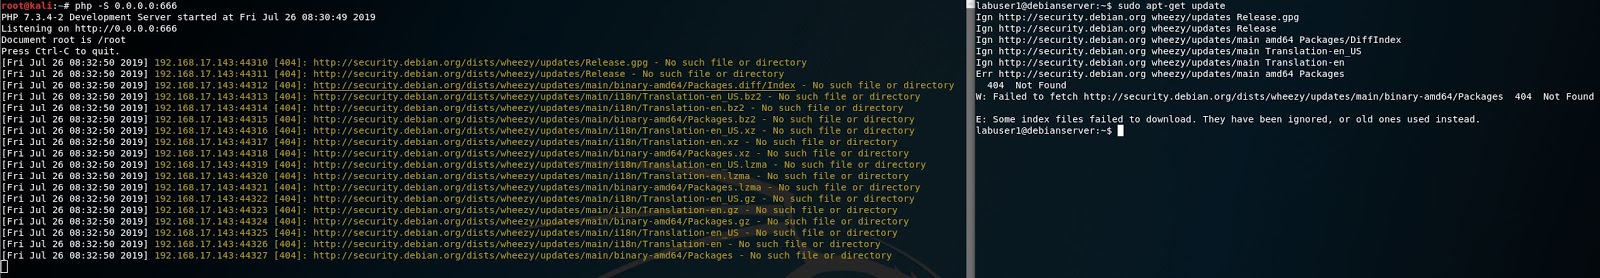 root@kali:~# php -S 0.0.0.0:666
PHP 7.3.4-2 Development Server started at Fri Jul 26 08:30:49 2019
Listening on http://0.0.0.0:666
Document root is /root
Press Ctrl-C to quit.
[Fri Jul 26 08:32:50 2019] 192.168.17.143:44310 [404]: http://security.debian.org/dists/wheezy/updates/Release.gpg - No such file or directory
[Fri Jul 26 08:32:50 2019] 192.168.17.143:44311 [404]: http://security.debian.org/dists/wheezy/updates/Release - No such file or directory
[Fri Jul 26 08:32:50 2019] 192.168.17.143:44312 [404]: http://security.debian.org/dists/wheezy/updates/main/binary-amd64/Packages.diff/Index - No such file or directory
[Fri Jul 26 08:32:50 2019] 192.168.17.143:44313 [404]: http://security.debian.org/dists/wheezy/updates/main/i18n/Translation-en_US.bz2 - No such file or directory
[Fri Jul 26 08:32:50 2019] 192.168.17.143:44314 [404]: http://security.debian.org/dists/wheezy/updates/main/i18n/Translation-en.bz2 - No such file or directory
[Fri Jul 26 08:32:50 2019] 192.168.17.143:44315 [404]: http://security.debian.org/dists/wheezy/updates/main/binary-amd64/Packages.bz2 - No such file or directory
[Fri Jul 26 08:32:50 2019] 192.168.17.143:44316 [404]: http://security.debian.org/dists/wheezy/updates/main/i18n/Translation-en_US.xz - No such file or directory
[Fri Jul 26 08:32:50 2019] 192.168.17.143:44317 [404]: http://security.debian.org/dists/wheezy/updates/main/i18n/Translation-en.xz - No such file or directory
[Fri Jul 26 08:32:50 2019] 192.168.17.143:44318 [404]: http://security.debian.org/dists/wheezy/updates/main/binary-amd64/Packages.xz - No such file or directory
[Fri Jul 26 08:32:50 2019] 192.168.17.143:44319 [404]: http://security.debian.org/dists/wheezy/updates/main/i18n/Translation-en_US.lzma - No such file or directory
[Fri Jul 26 08:32:50 2019] 192.168.17.143:44320 [404]: http://security.debian.org/dists/wheezy/updates/main/i18n/Translation-en.lzma - No such file or directory
[Fri Jul 26 08:32:50 2019] 192.168.17.143:44321 [404]: http://security.debian.org/dists/wheezy/updates/main/binary-amd64/Packages.lzma - No such file or directory
[Fri Jul 26 08:32:50 2019] 192.168.17.143:44322 [404]: http://security.debian.org/dists/wheezy/updates/main/i18n/Translation-en_US.gz - No such file or directory
[Fri Jul 26 08:32:50 2019] 192.168.17.143:44323 [404]: http://security.debian.org/dists/wheezy/updates/main/i18n/Translation-en.gz - No such file or directory
[Fri Jul 26 08:32:50 2019] 192.168.17.143:44324 [404]: http://security.debian.org/dists/wheezy/updates/main/binary-amd64/Packages.gz - No such file or directory
[Fri Jul 26 08:32:50 2019] 192.168.17.143:44325 [404]: http://security.debian.org/dists/wheezy/updates/main/i18n/Translation-en_US - No such file or directory
[Fri Jul 26 08:32:50 2019] 192.168.17.143:44326 [404]: http://security.debian.org/dists/wheezy/updates/main/i18n/Translation-en - No such file or directory
[Fri Jul 26 08:32:50 2019] 192.168.17.143:44327 [404]: http://security.debian.org/dists/wheezy/updates/main/binary-amd64/Packages - No such file or directory
labuser1@debianserver:~$ sudo apt-get update
Ign http://security.debian.org wheezy/updates Release.gpg
Ign http://security.debian.org wheezy/updates Release
Ign http://security.debian.org wheezy/updates/main amd64 Packages/DiffIndex
Ign http://security.debian.org wheezy/updates/main Translation-en_US
Ign http://security.debian.org wheezy/updates/main Translation-en
Err http://security.debian.org wheezy/updates/main amd64 Packages
  404  Not Found
W: Failed to fetch http://security.debian.org/dists/wheezy/updates/main/binary-amd64/Packages  404  Not Found
E: Some index files failed to download. They have been ignored, or old ones used instead.
labuser1@debianserver:~$